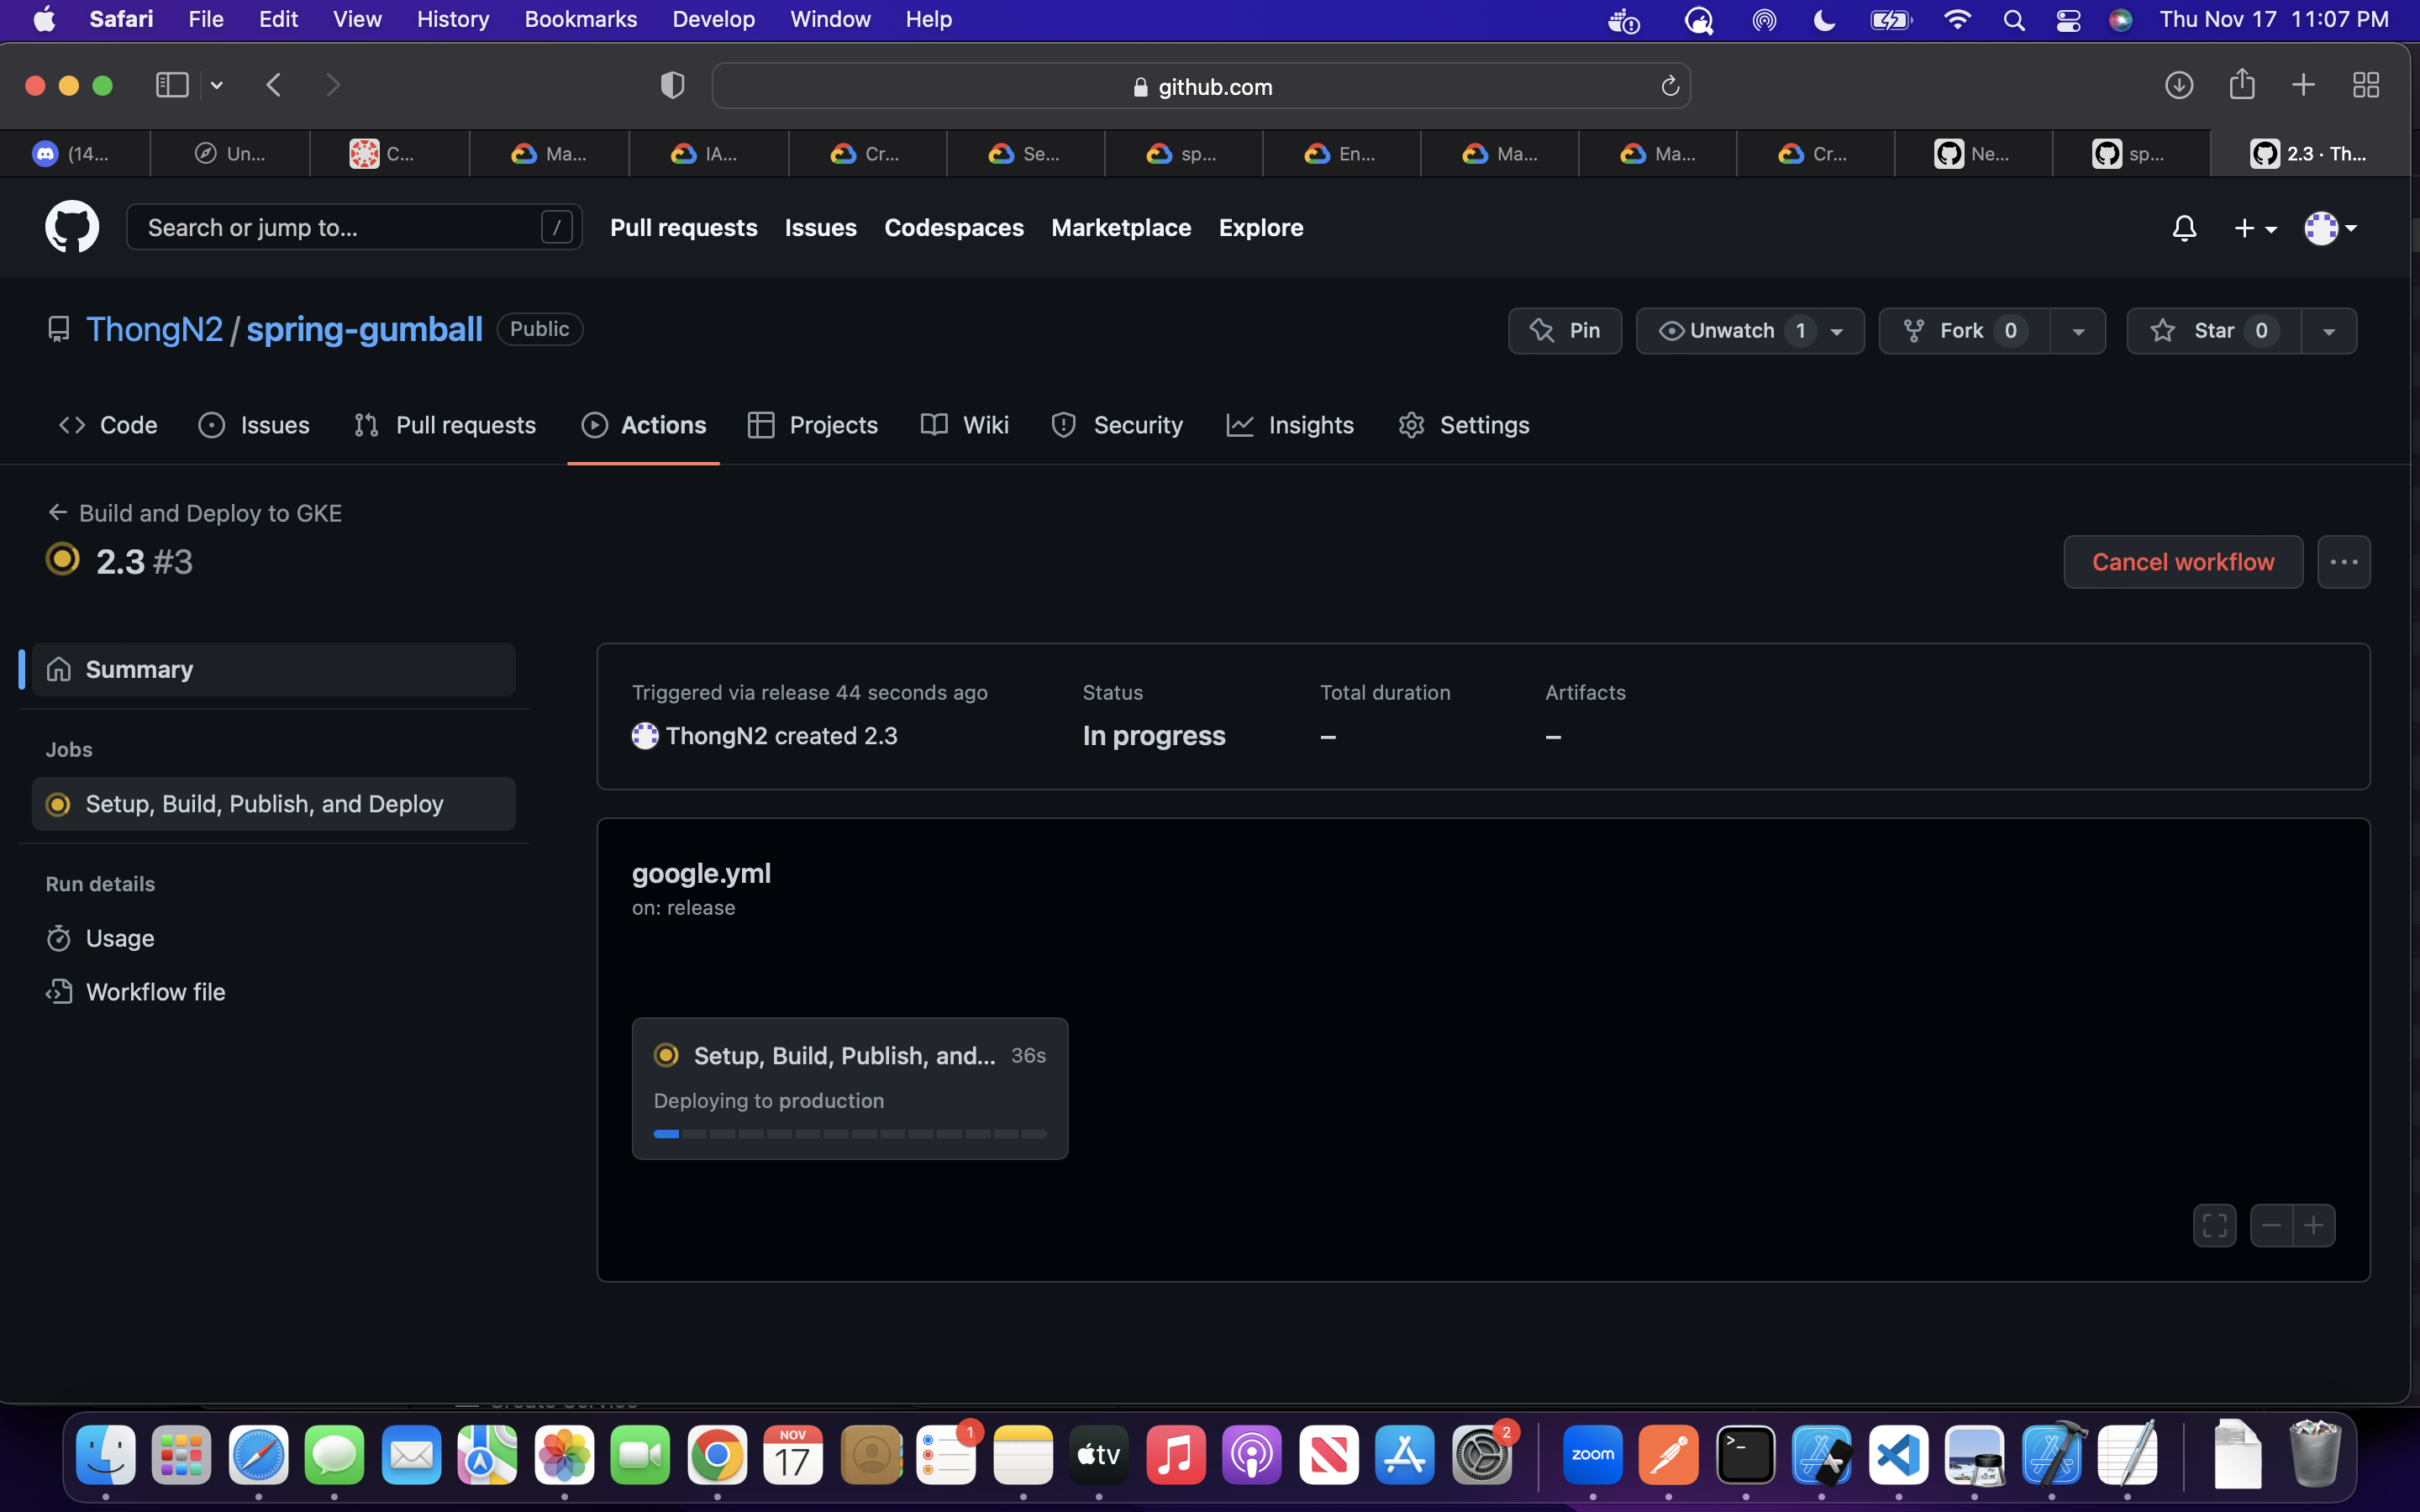 Safari File Edit View History Bookmarks Develop Window Help Thu Nov 17 11:07 PM
github.com
(14... Un... C... Ma... IA... Cr... Se... sp... En... Ma... Ma... Cr... Ne... sp... 2.3 · Th...
Search or jump to... / Pull requests Issues Codespaces Marketplace Explore
ThongN2 / spring-gumball Public Pin Unwatch 1 Fork 0 Star 0
Code Issues Pull requests Actions Projects Wiki Security Insights Settings
Build and Deploy to GKE
2.3 #3
Cancel workflow
Summary
Jobs
Setup, Build, Publish, and Deploy
Run details
Usage
Workflow file
Triggered via release 44 seconds ago Status Total duration Artifacts
ThongN2 created 2.3 In progress – –
google.yml
on: release
Setup, Build, Publish, and... 36s
Deploying to production
NOV
17
1
tv
2
zoom
>_